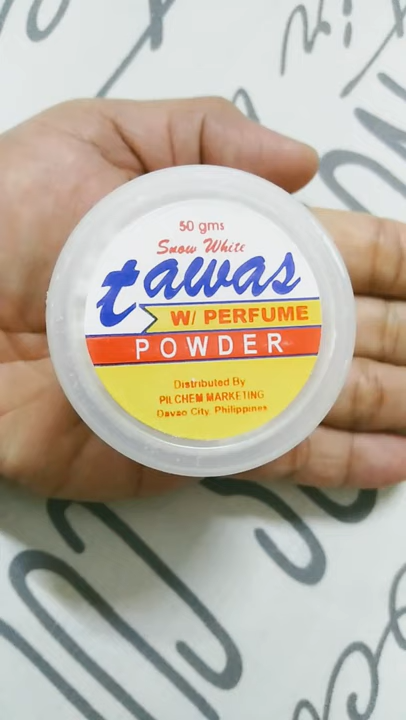 50 gms
Snow White
tawas
W/ PERFUME
POWDER
Distributed By
PILCHEM MARKETING
Davao City, Philippines